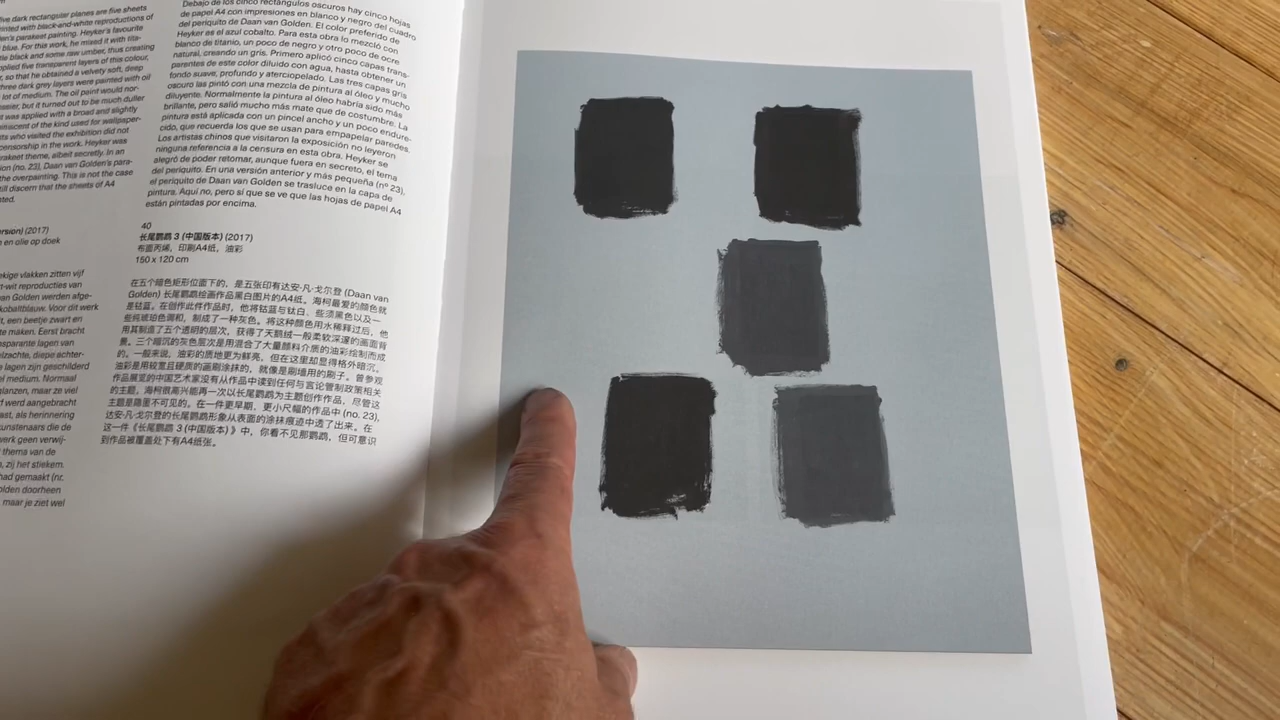 five dark rectangular planes are five sheets
printed with black-and-white reproductions of
parakeet painting. Heyker's favourite
blue. For this work, he mixed it with tita-
black and some raw umber, thus creating
applied five transparent layers of this colour,
so that he obtained a velvety soft, deep
three dark grey layers were painted with oil
lot of medium. The oil paint would nor-
but it turned out to be much duller
was applied with a broad and slightly
of the kind used for wallpaper-
who visited the exhibition did not
censorship in the work. Heyker was
theme, albeit secretly. In an
(no. 23), Daan van Golden's para-
the overpainting. This is not the case
discern that the sheets of A4
(2017)
en olie op doek
vlakken zitten vijf
reproducties van
van Golden werden afge-
kobaltblauw. Voor dit werk
een beetje zwart en
te maken. Eerst bracht
lagen van
diepe achter-
lagen zijn geschilderd
medium. Normaal
maar ze viel
werd aangebracht
als herinnering
die de
werk geen verwij-
thema van de
zij het stiekem.
had gemaakt (nr.
doorheen
maar je ziet wel
Debajo de los cinco rectángulos oscuros hay cinco hojas
de papel A4 con impresiones en blanco y negro del cuadro
del periquito de Daan van Golden. El color preferido de
Heyker es el azul cobalto. Para esta obra lo mezcló con
blanco de titanio, un poco de negro y otro poco de ocre
natural, creando un gris. Primero aplicó cinco capas trans-
parentes de este color diluido con agua, hasta obtener un
fondo suave, profundo y aterciopelado. Las tres capas gris
oscuro las pintó con una mezcla de pintura al óleo y mucho
diluyente. Normalmente la pintura al óleo habría sido más
brillante, pero salió mucho más mate que de costumbre. La
pintura está aplicada con un pincel ancho y un poco endure-
cido, que recuerda los que se usan para empapelar paredes.
Los artistas chinos que visitaron la exposición no leyeron
ninguna referencia a la censura en esta obra. Heyker se
alegró de poder retomar, aunque fuera en secreto, el tema
del periquito. En una versión anterior y más pequeña (nº 23),
el periquito de Daan van Golden se trasluce en la capa de
pintura. Aquí no, pero sí que se ve que las hojas de papel A4
están pintadas por encima.
40
长尾鹦鹉 3 (中国版本) (2017)
布面丙烯，印刷A4纸，油彩
150 x 120 cm
在五个暗色矩形位面下的，是五张印有达安·凡·戈尔登 (Daan van
Golden) 长尾鹦鹉绘画作品黑白图片的A4纸。海柯最爱的颜色就
是钴蓝。在创作此件作品时，他将钴蓝与钛白、些须黑色以及一
些何琥珀色调和，制成了一种灰色。将这种颜色用水稀释过后，他
用其制造了五个透明的层次，获得了天鹅绒一般柔软深邃的画面背
景。三个暗沉的灰色层次是用混合了大量颜料介质的油彩绘制而成
的。一般来说，油彩的质地更为鲜亮，但在这里却显得格外暗沉。
油彩是用较宽且硬质的画刷涂抹的，就像是刷墙用的刷子。曾参观
作品展览的中国艺术家没有从作品中读到任何与言论管制政策相关
的主题。海柯很高兴能再一次以长尾鹦鹉为主题创作作品，尽管这
主题是隐匿不可见的。在一件更早期、更小尺幅的作品中 (no. 23),
达安·凡·戈尔登的长尾鹦鹉形象从表面的涂抹痕迹中透了出来。在
这一件《长尾鹦鹉 3 (中国版本) 》中，你看不见那鹦鹉，但可意识
到作品被覆盖处下有A4纸张。